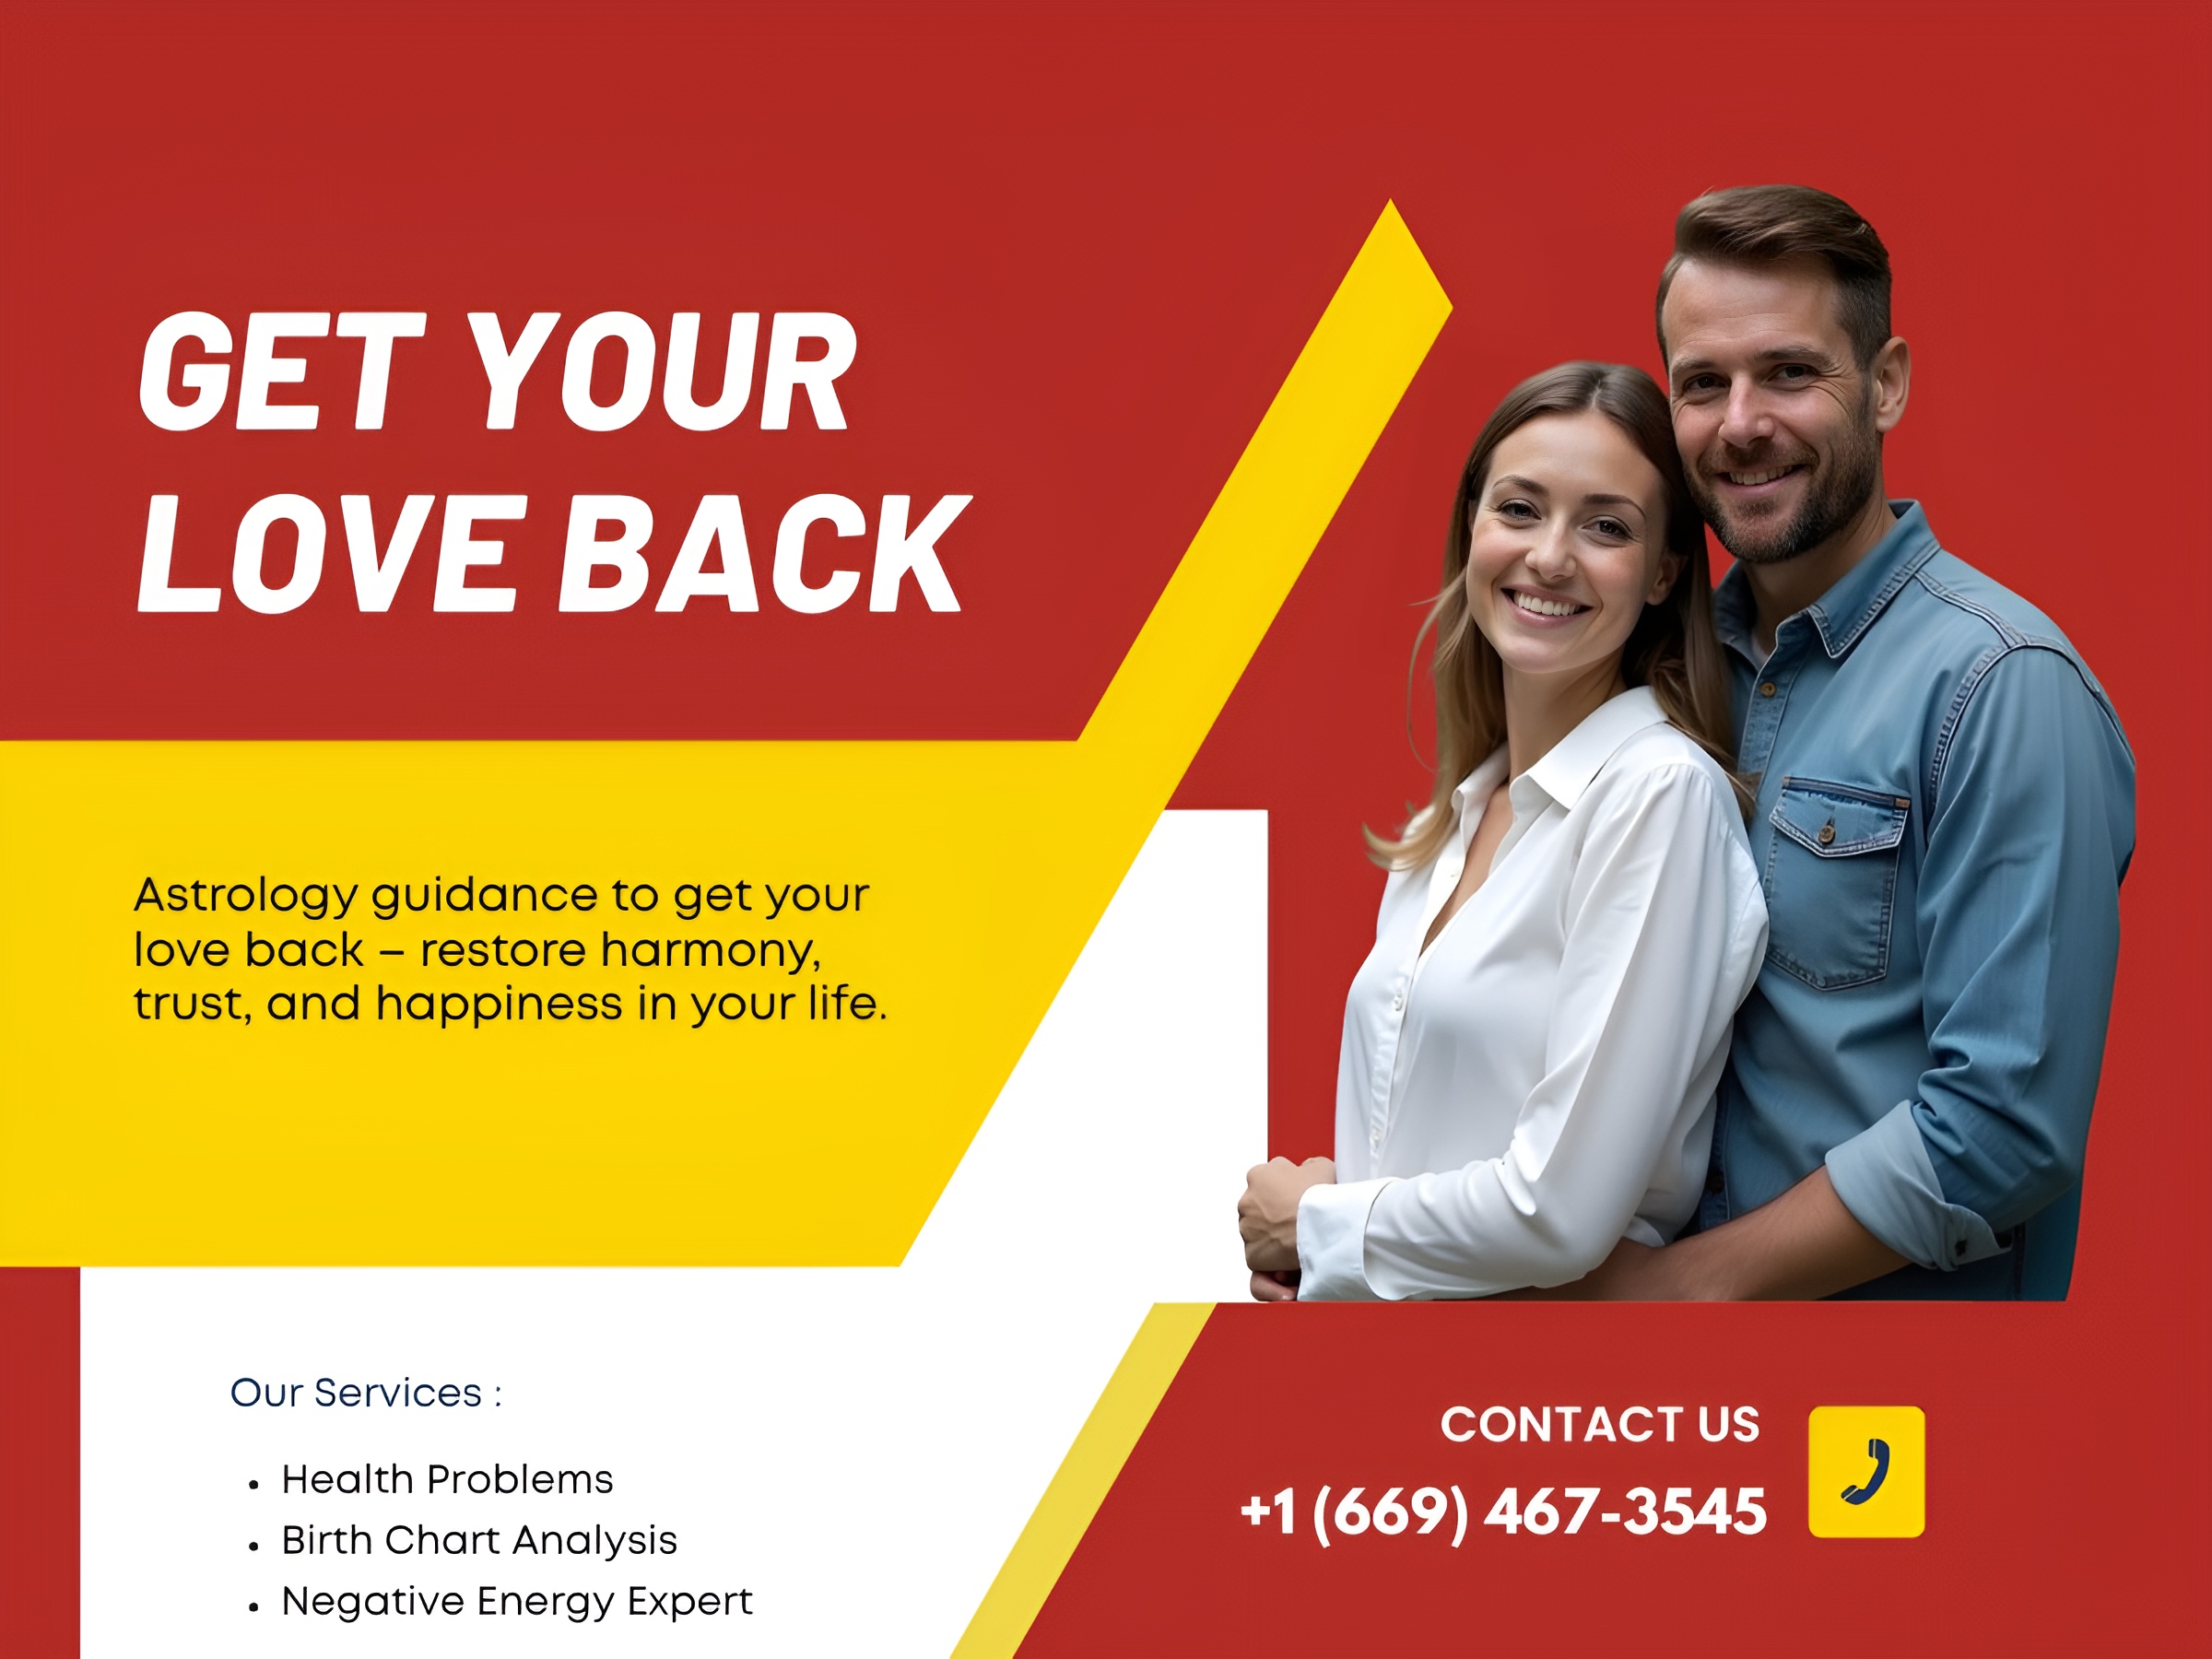 GET YOUR
LOVE BACK
Astrology guidance to get your
love back – restore harmony,
trust, and happiness in your life.
Our Services :
• Health Problems
• Birth Chart Analysis
• Negative Energy Expert
CONTACT US
+1 (669) 467-3545